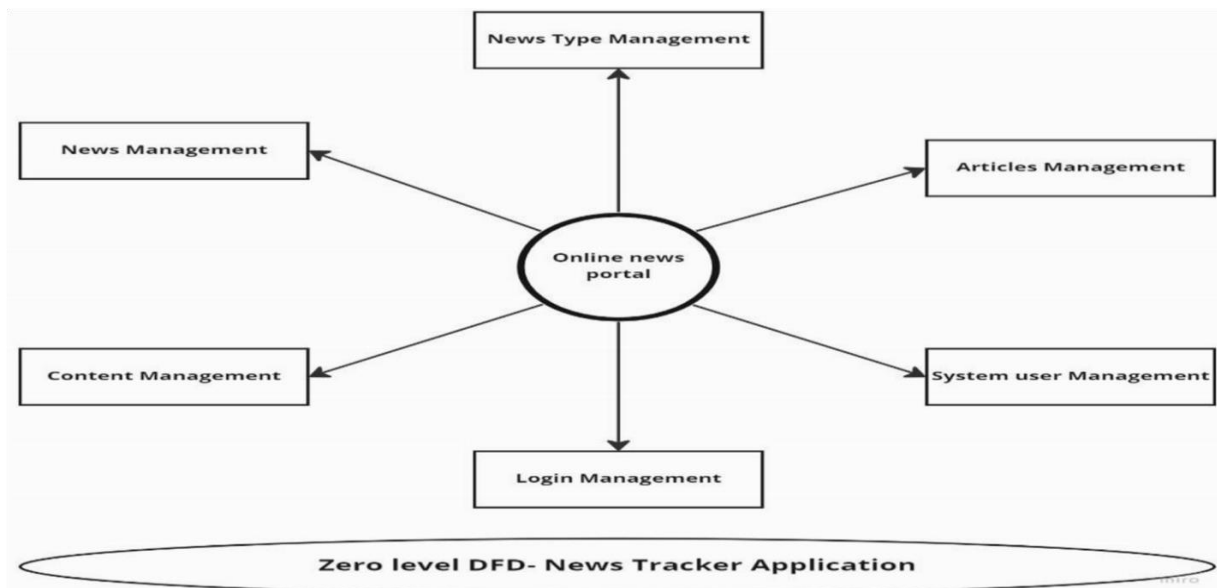 News Type Management
News Management
Articles Management
Online news
portal
Content Management
System user Management
Login Management
Zero level DFD- News Tracker Application
miro